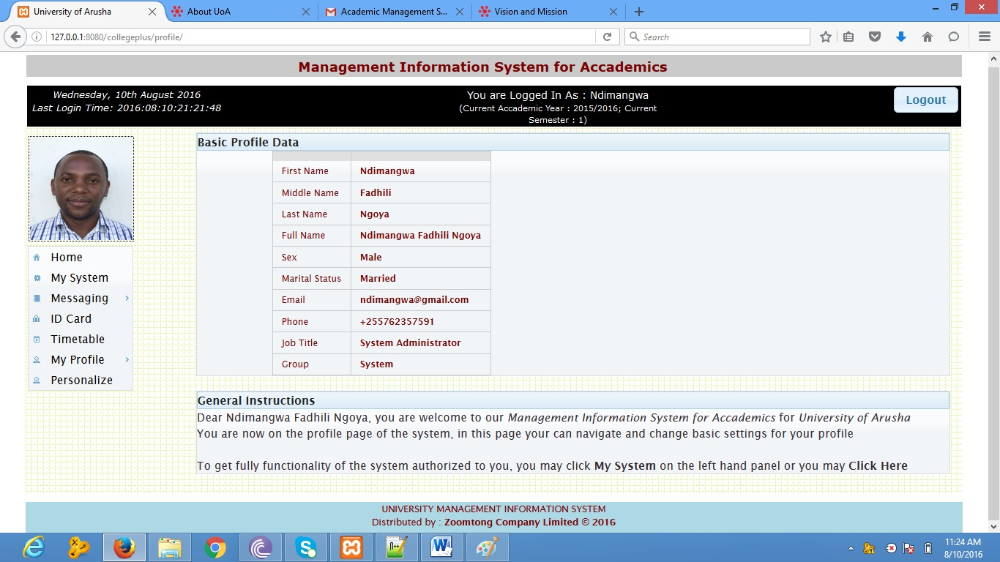 University of Arusha
About UoA
Academic Management S...
Vision and Mission
127.0.0.1:8080/collegeplus/profile/
Search
Management Information System for Accademics
Wednesday, 10th August 2016
Last Login Time: 2016:08:10:21:21:48
You are Logged In As : Ndimangwa
(Current Accademic Year : 2015/2016; Current
Semester : 1)
Logout
Home
My System
Messaging
ID Card
Timetable
My Profile
Personalize
Basic Profile Data
First Name Ndimangwa
Middle Name Fadhili
Last Name Ngoya
Full Name Ndimangwa Fadhili Ngoya
Sex Male
Marital Status Married
Email ndimangwa@gmail.com
Phone +255762357591
Job Title System Administrator
Group System
General Instructions
Dear Ndimangwa Fadhili Ngoya, you are welcome to our Management Information System for Accademics for University of Arusha
You are now on the profile page of the system, in this page your can navigate and change basic settings for your profile
To get fully functionality of the system authorized to you, you may click My System on the left hand panel or you may Click Here
UNIVERSITY MANAGEMENT INFORMATION SYSTEM
Distributed by : Zoomtong Company Limited © 2016
11:24 AM
8/10/2016